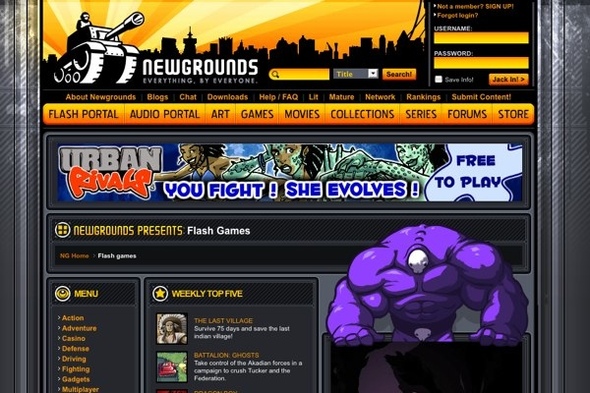 Not a member? SIGN UP!
Forgot login?
USERNAME:
PASSWORD:
Save Info!
Jack In! >
NEWGROUNDS
EVERYTHING, BY EVERYONE.
Title
Search!
About Newgrounds | Blogs | Chat | Downloads | Help / FAQ | Lit | Mature | Network | Rankings | Submit Content!
FLASH PORTAL AUDIO PORTAL ART GAMES MOVIES COLLECTIONS SERIES FORUMS STORE
URBAN
RIVALS
YOU FIGHT ! SHE EVOLVES !
FREE
TO PLAY
NEWGROUNDS PRESENTS: Flash Games
NG Home > Flash games
MENU
Action
Adventure
Casino
Defense
Driving
Fighting
Gadgets
Multiplayer
WEEKLY TOP FIVE
THE LAST VILLAGE
Survive 75 days and save the last
indian village!
BATTALION: GHOSTS
Take control of the Akadian forces in a
campaign to crush Tucker and the
Federation.